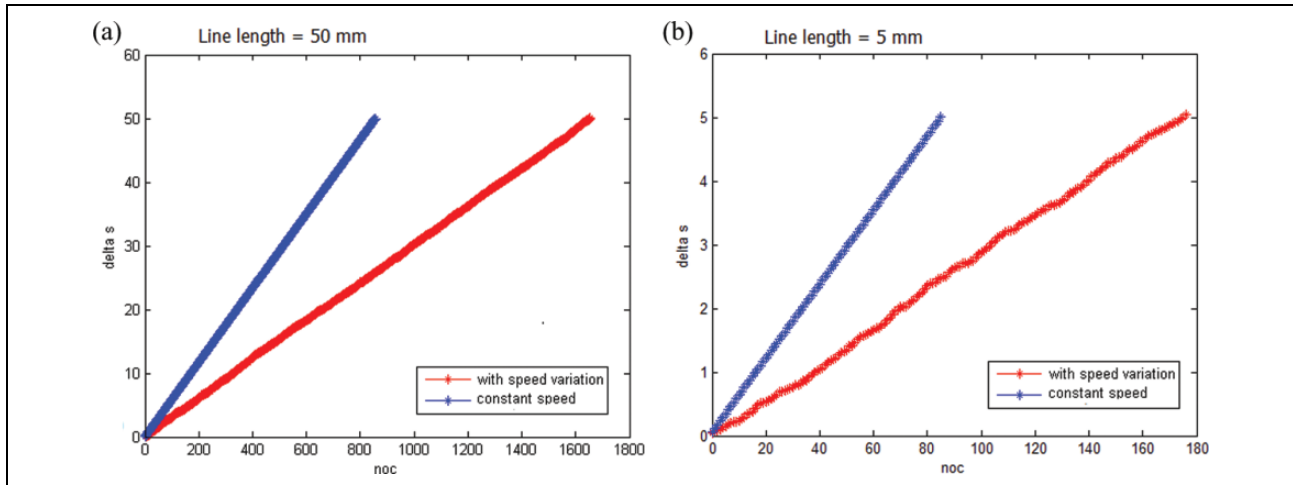 (a) Line length = 50 mm
60
50
40
30
20
10
0
delta s
0 200 400 600 800 1000 1200 1400 1600 1800
noc
with speed variation
constant speed
(b) Line length = 5 mm
6
5
4
3
2
1
0
delta s
0 20 40 60 80 100 120 140 160 180
noc
with speed variation
constant speed